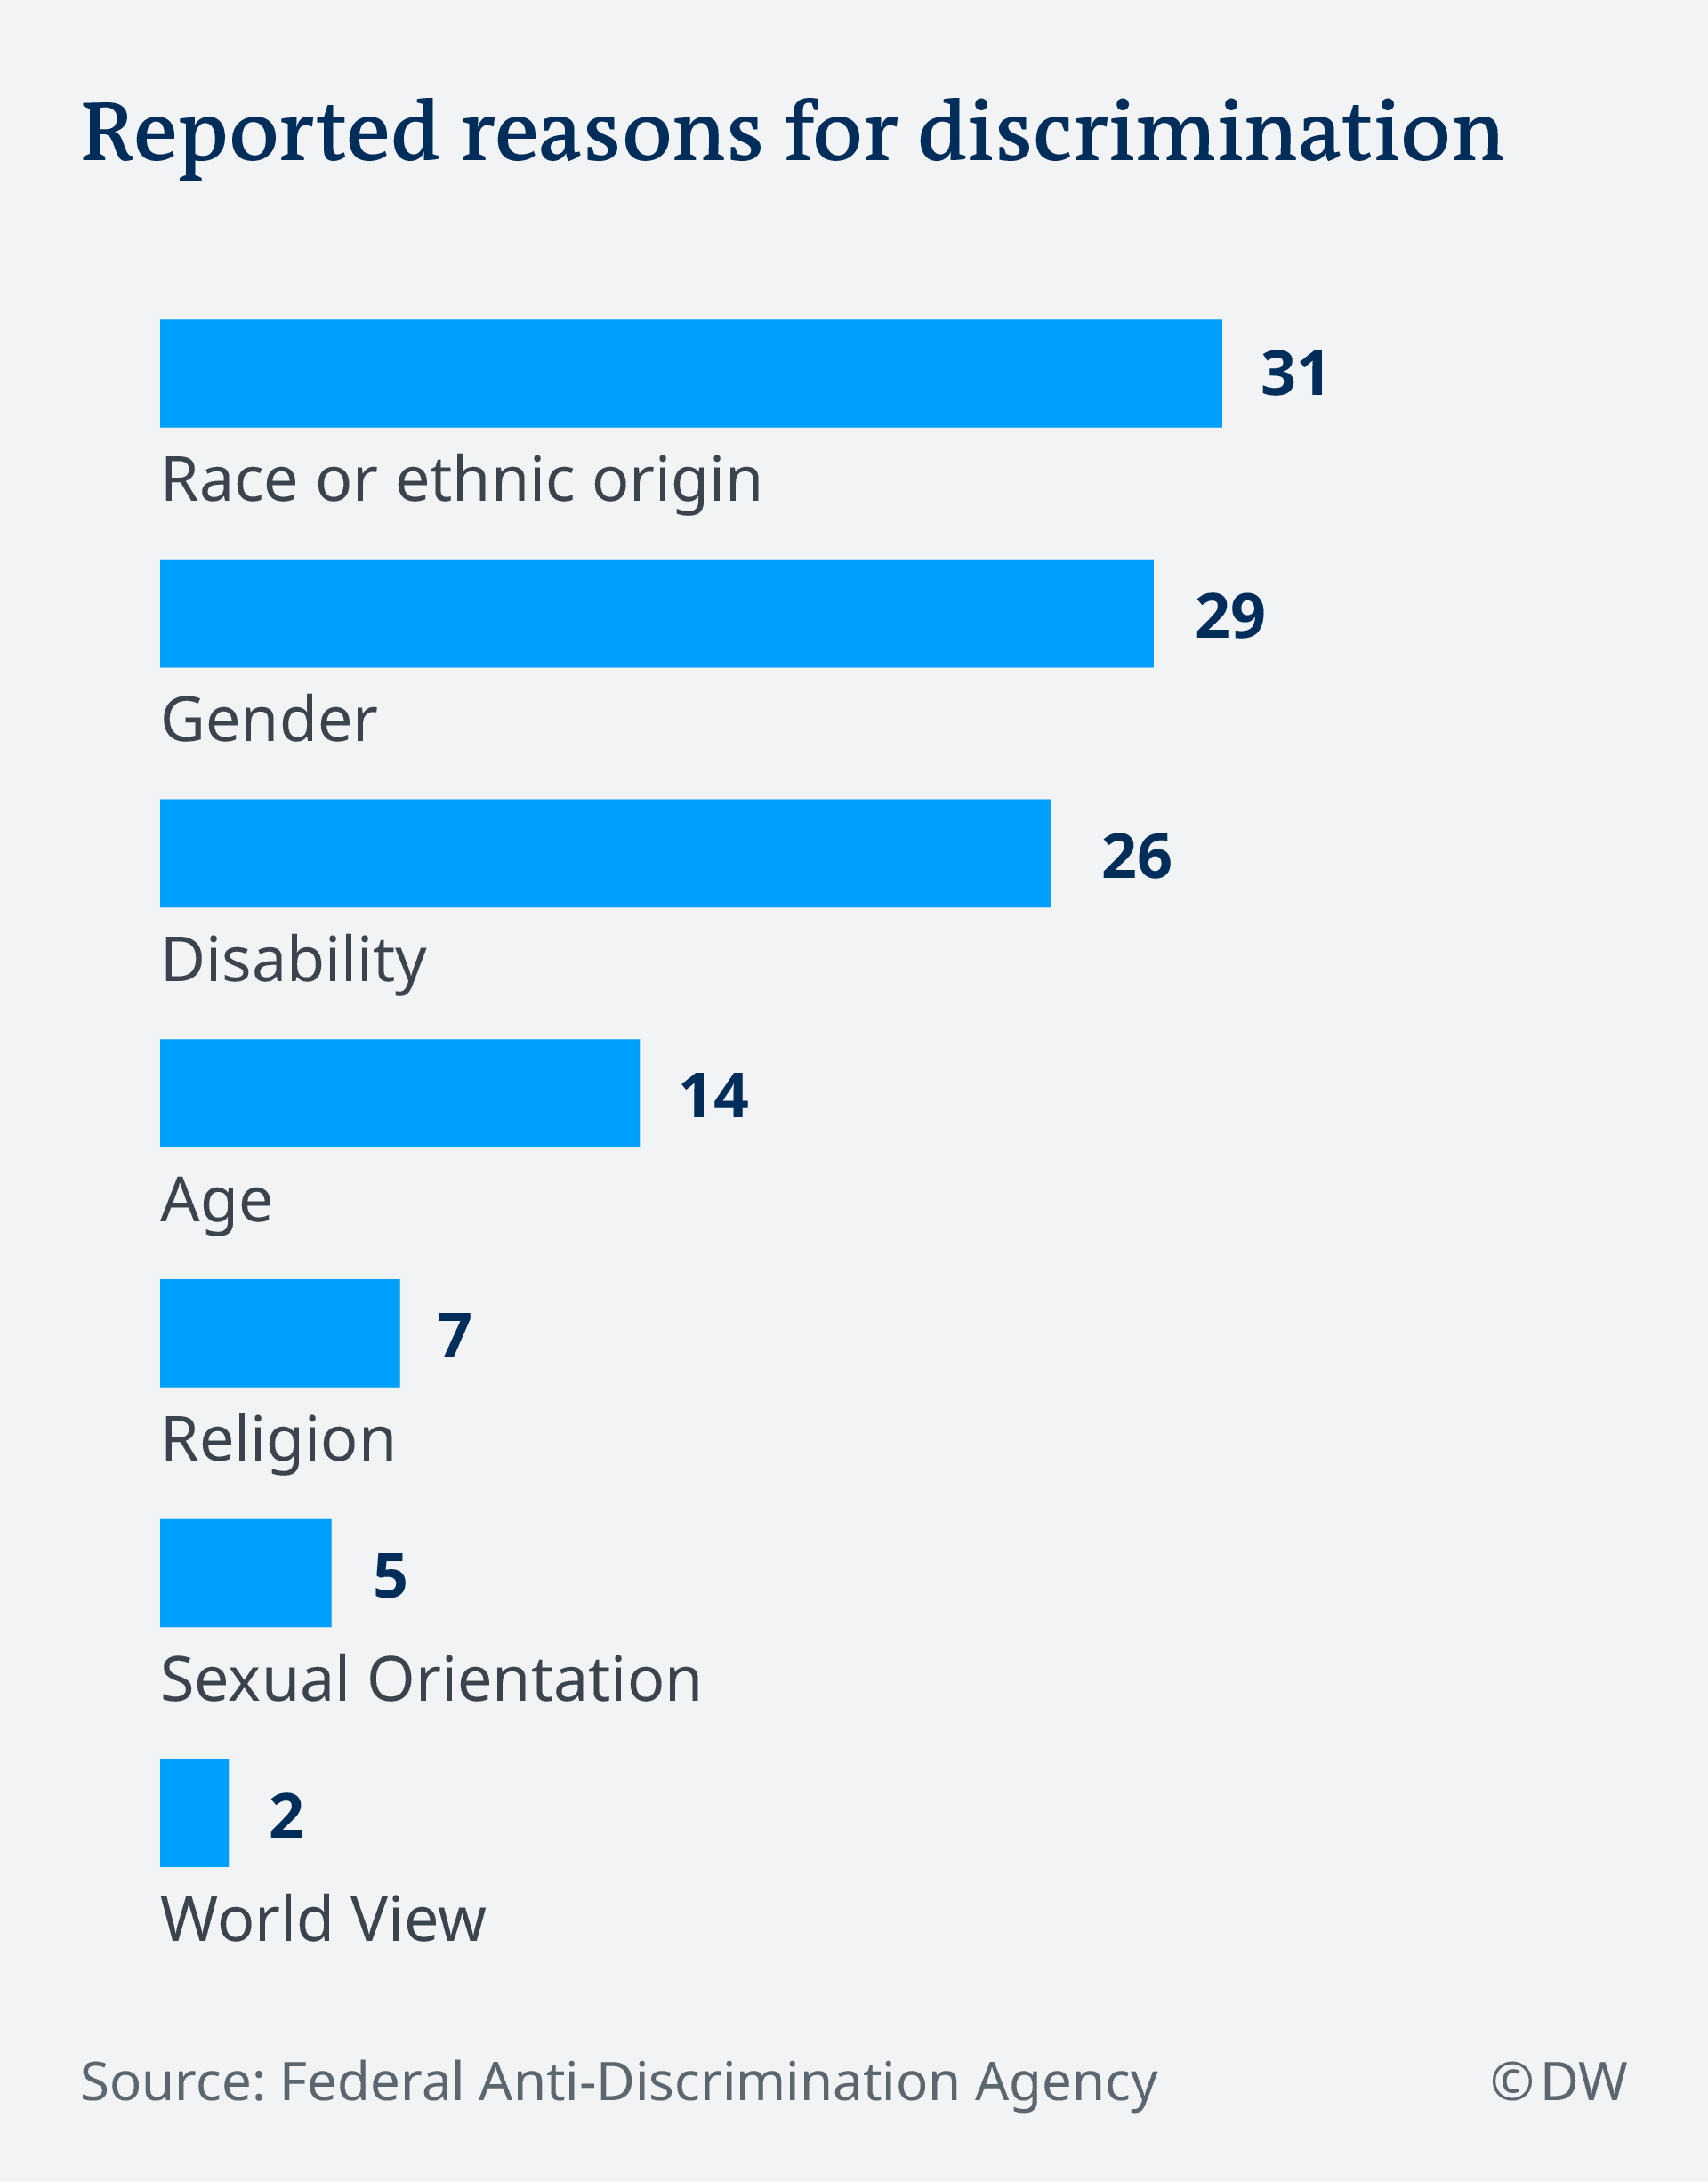 Reported reasons for discrimination
31
Race or ethnic origin
29
Gender
26
Disability
14
Age
7
Religion
5
Sexual Orientation
2
World View
Source: Federal Anti-Discrimination Agency
© DW